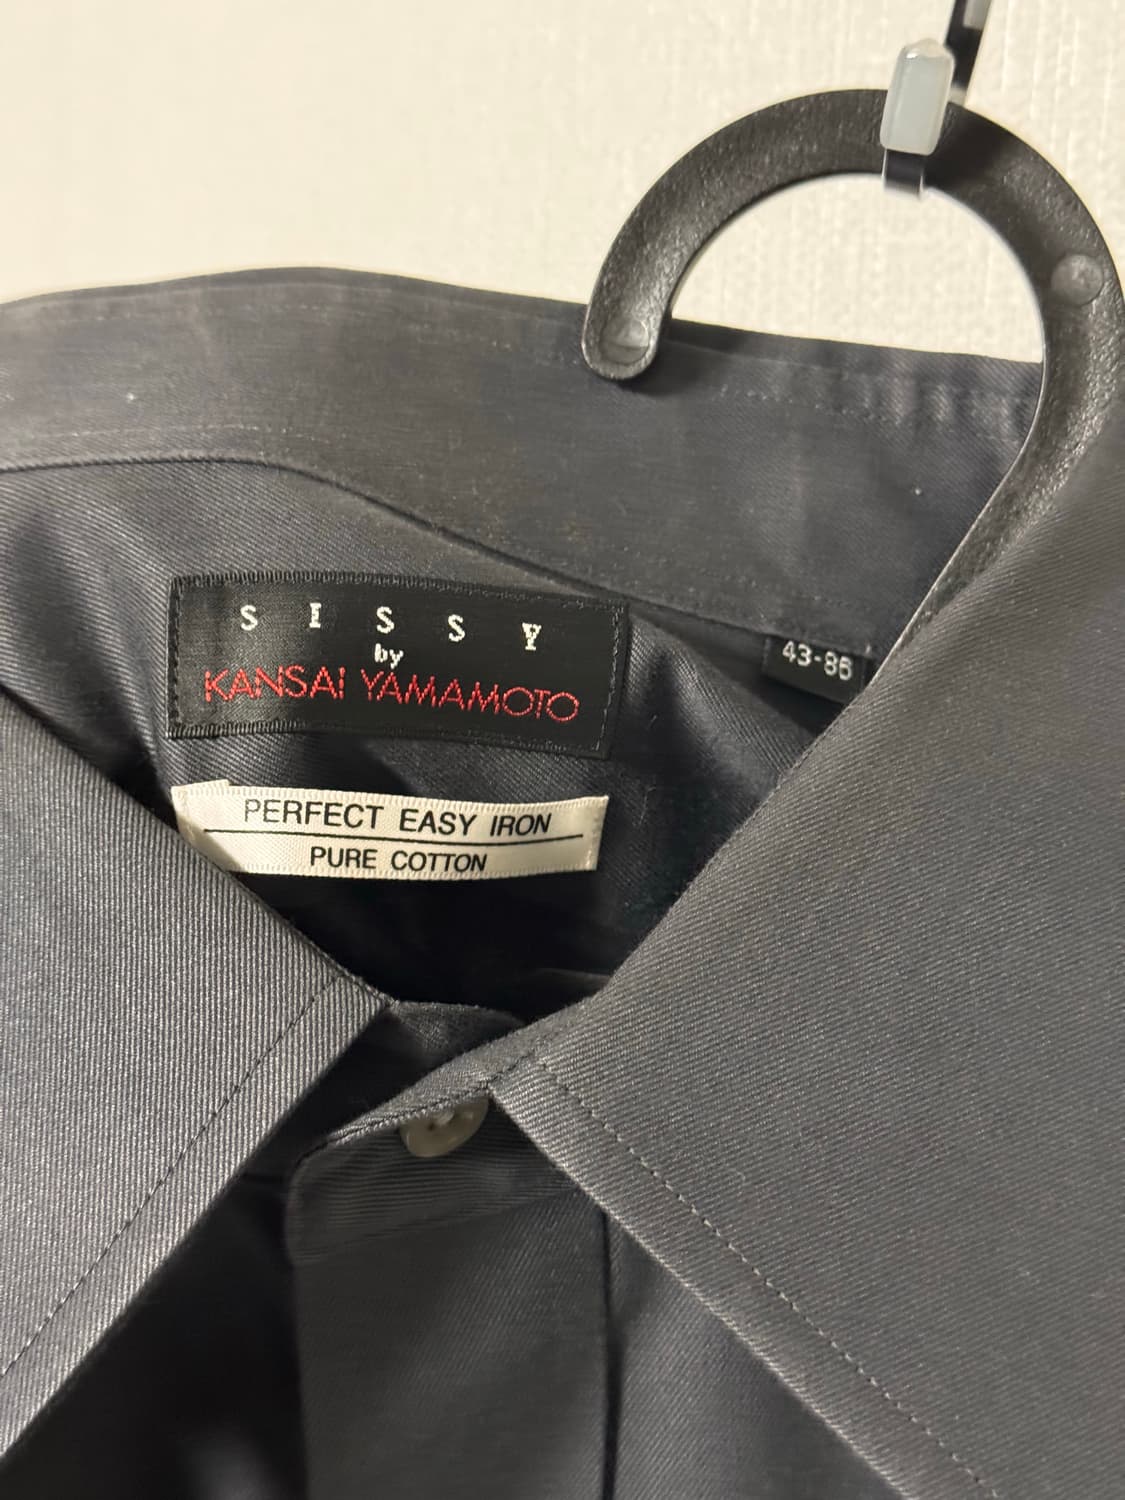 SISSY
by
KANSAI YAMAMOTO
43-86
PERFECT EASY IRON
PURE COTTON